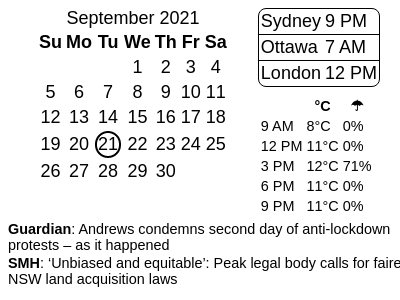 September 2021
Su Mo Tu We Th Fr Sa
1 2 3 4
5 6 7 8 9 10 11
12 13 14 15 16 17 18
19 20 21 22 23 24 25
26 27 28 29 30
Sydney 9 PM
Ottawa 7 AM
London 12 PM
°C ☂
9 AM 8°C 0%
12 PM 11°C 0%
3 PM 12°C 71%
6 PM 11°C 0%
9 PM 11°C 0%
Guardian: Andrews condemns second day of anti-lockdown
protests – as it happened
SMH: ‘Unbiased and equitable’: Peak legal body calls for faire
NSW land acquisition laws